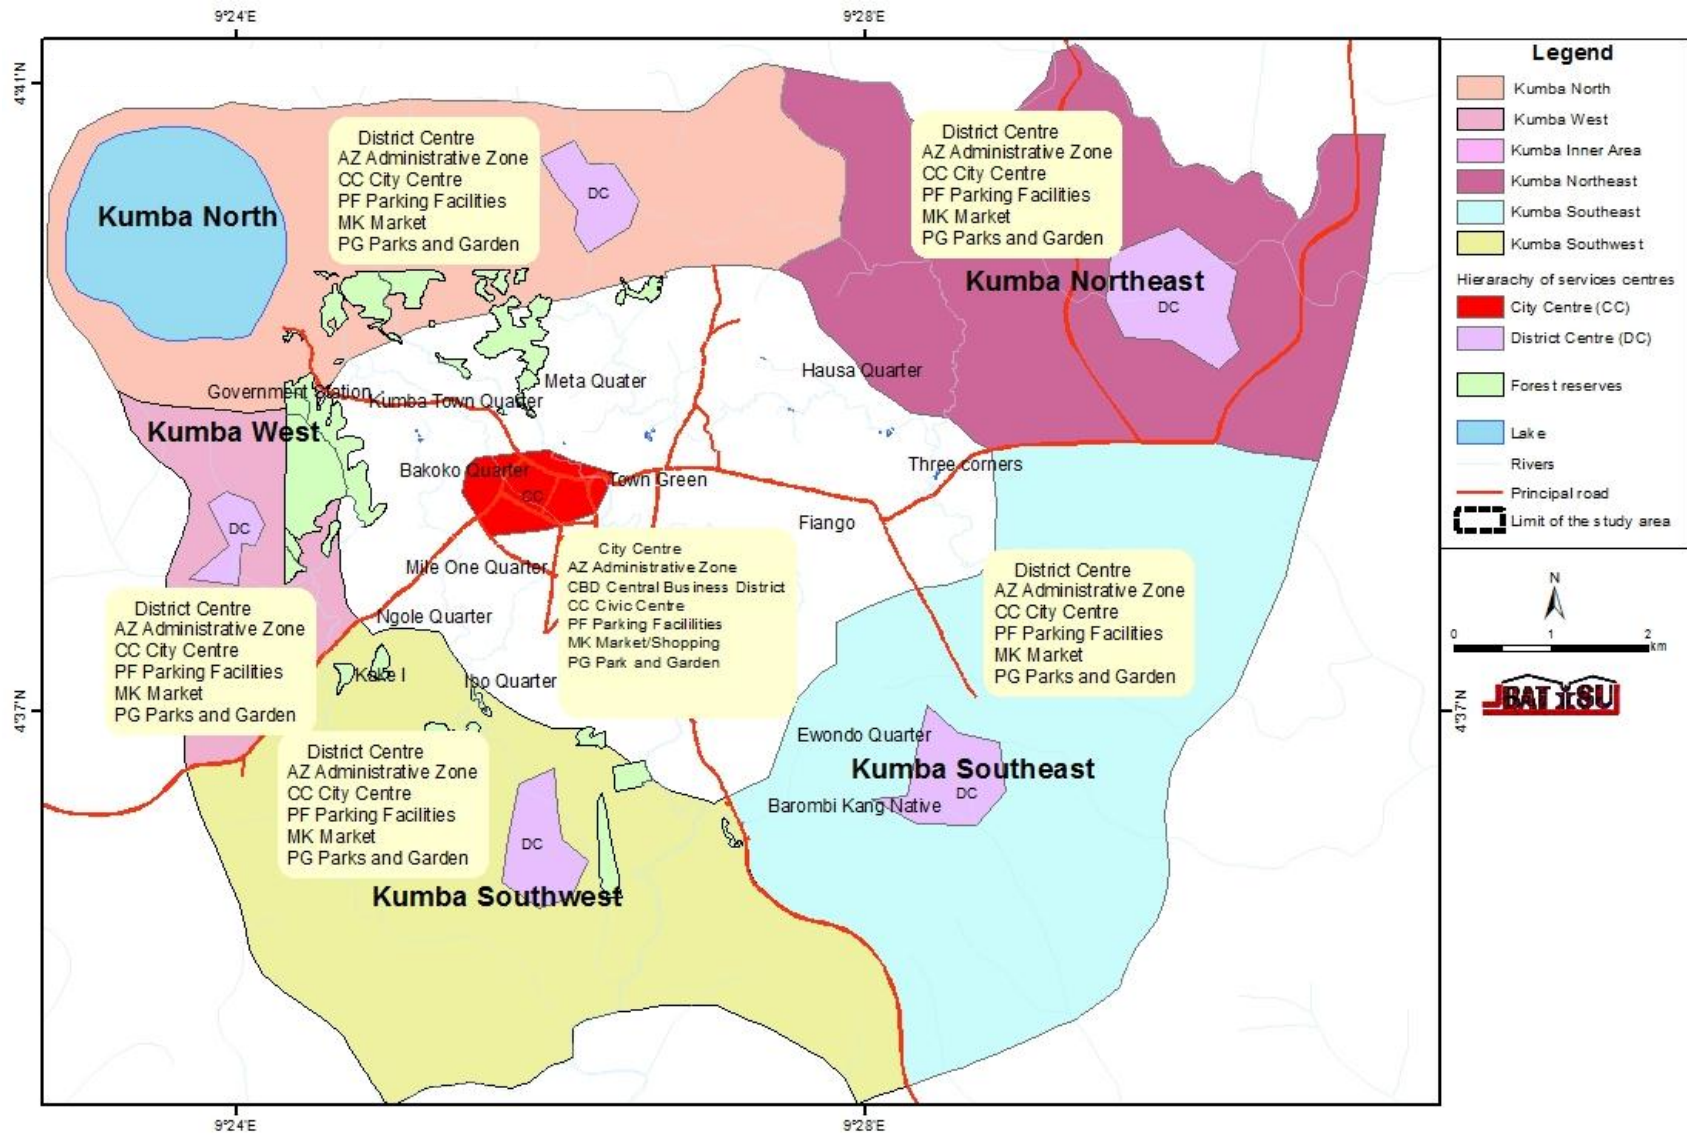 9°24'E
9°28'E
4°41'N
Legend
Kumba North
Kumba West
Kumba Inner Area
Kumba Northeast
Kumba Southeast
Kumba Southwest
Hierarachy of services centres
City Centre (CC)
District Centre (DC)
Forest reserves
Lake
Rivers
Principal road
Limit of the study area
N
0
1
2
km
BATISU
District Centre
AZ Administrative Zone
CC City Centre
PF Parking Facilities
MK Market
PG Parks and Garden
DC
Kumba North
District Centre
AZ Administrative Zone
CC City Centre
PF Parking Facilities
MK Market
PG Parks and Garden
Kumba Northeast
DC
Hausa Quarter
Meta Quater
Government Station
Kumba Town Quarter
Kumba West
Bakoko Quarter
CC
Town Green
Three corners
Fiango
DC
Mile One Quarter
Ngole Quarter
City Centre
AZ Administrative Zone
CBD Central Business District
CC Civic Centre
PF Parking Facililities
MK Market/Shopping
PG Park and Garden
District Centre
AZ Administrative Zone
CC City Centre
PF Parking Facilities
MK Market
PG Parks and Garden
District Centre
AZ Administrative Zone
CC City Centre
PF Parking Facilities
MK Market
PG Parks and Garden
Kake I
Ibo Quarter
4°37'N
4°37'N
Ewondo Quarter
Kumba Southeast
DC
Barombi Kang Native
District Centre
AZ Administrative Zone
CC City Centre
PF Parking Facilities
MK Market
PG Parks and Garden
DC
Kumba Southwest
9°24'E
9°28'E